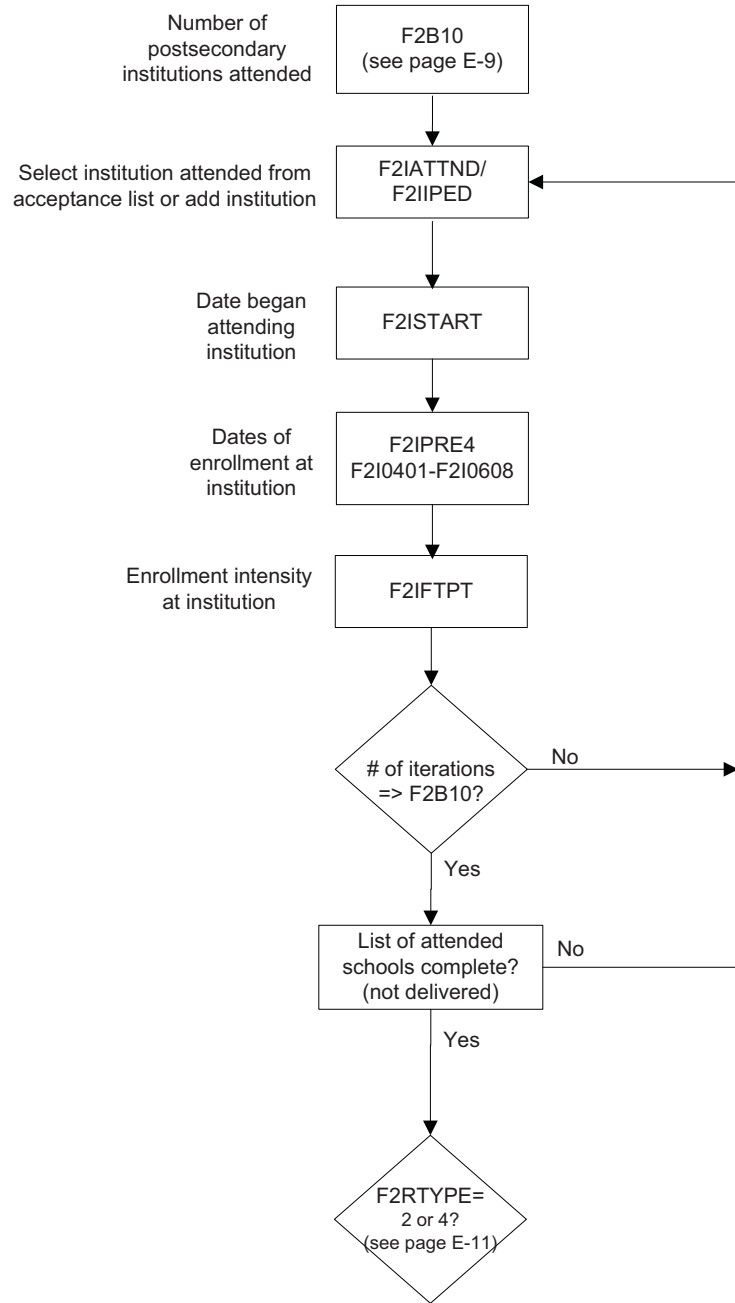 Number of
postsecondary
institutions attended
F2B10
(see page E-9)
Select institution attended from
acceptance list or add institution
F2IATTND/
F2IIPED
Date began
attending
institution
F2ISTART
Dates of
enrollment at
institution
F2IPRE4
F2I0401-F2I0608
Enrollment intensity
at institution
F2IFTPT
# of iterations
=> F2B10?
No
Yes
List of attended
schools complete?
(not delivered)
No
Yes
F2RTYPE=
2 or 4?
(see page E-11)